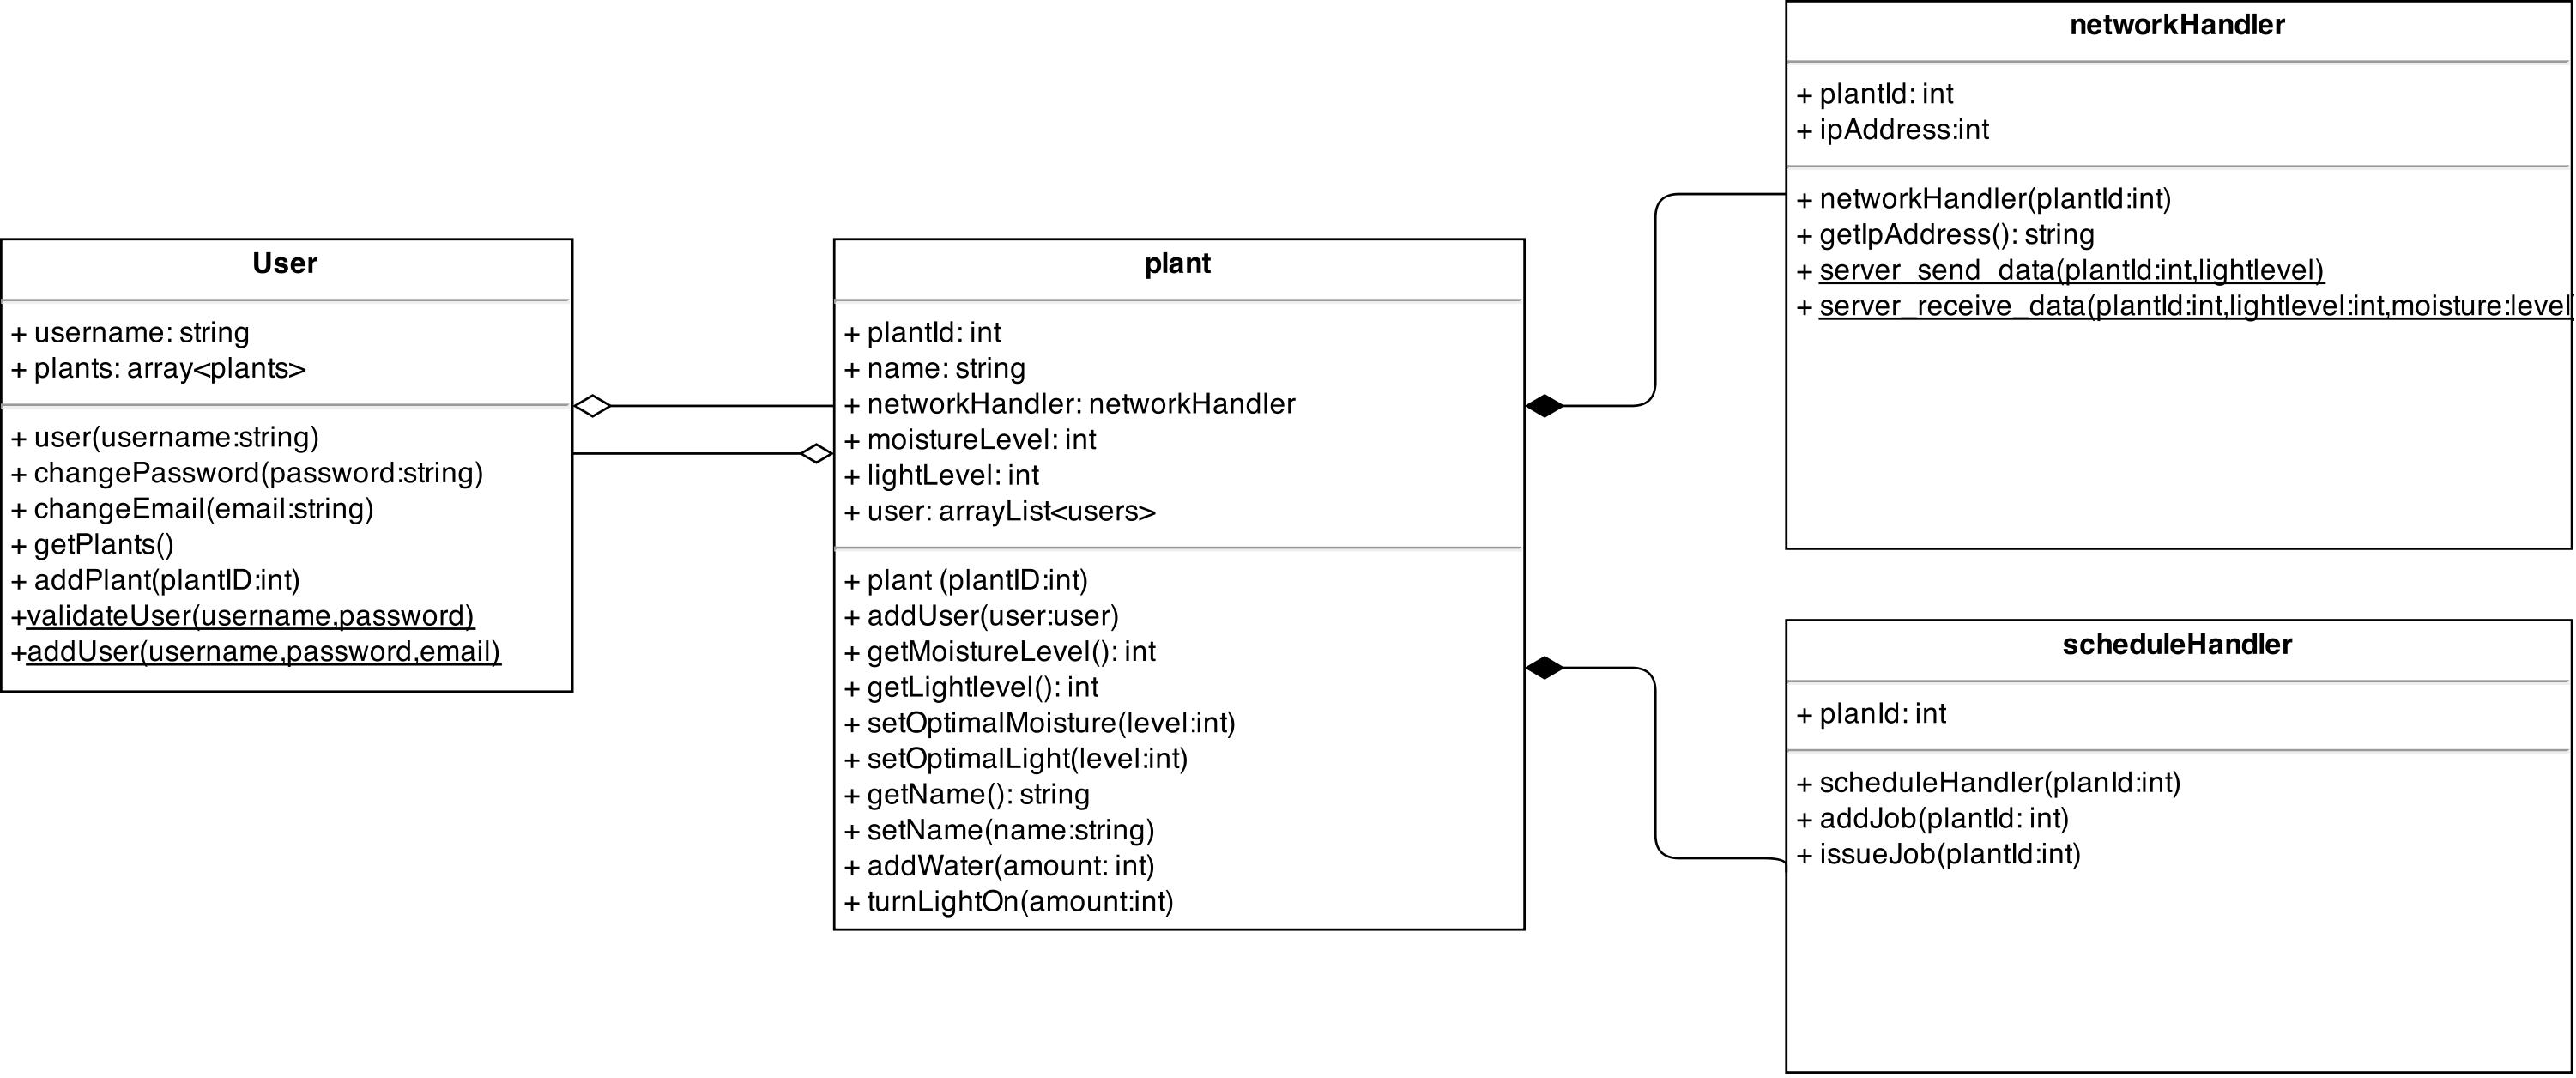 User
+ username: string
+ plants: array<plants>
+ user(username:string)
+ changePassword(password:string)
+ changeEmail(email:string)
+ getPlants()
+ addPlant(plantID:int)
+validateUser(username,password)
+addUser(username,password,email)
plant
+ plantId: int
+ name: string
+ networkHandler: networkHandler
+ moistureLevel: int
+ lightLevel: int
+ user: arrayList<users>
+ plant (plantID:int)
+ addUser(user:user)
+ getMoistureLevel(): int
+ getLightlevel(): int
+ setOptimalMoisture(level:int)
+ setOptimalLight(level:int)
+ getName(): string
+ setName(name:string)
+ addWater(amount: int)
+ turnLightOn(amount:int)
networkHandler
+ plantId: int
+ ipAddress:int
+ networkHandler(plantId:int)
+ getIpAddress(): string
+ server_send_data(plantId:int,lightlevel)
+ server_receive_data(plantId:int,lightlevel:int,moisture:level
scheduleHandler
+ planId: int
+ scheduleHandler(planId:int)
+ addJob(plantId: int)
+ issueJob(plantId:int)